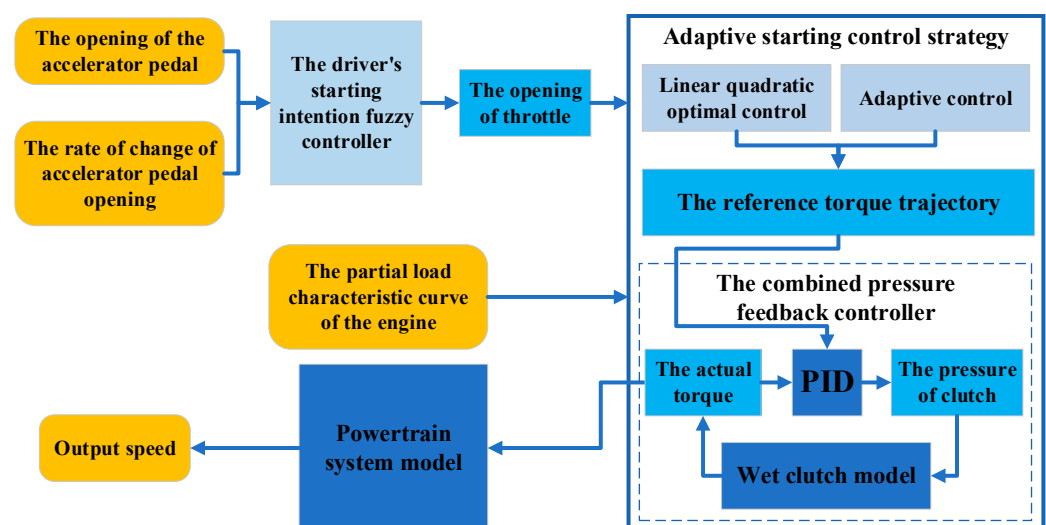 The opening of the
accelerator pedal
The rate of change of
accelerator pedal
opening
The driver's
starting
intention fuzzy
controller
The opening
of throttle
Adaptive starting control strategy
Linear quadratic
optimal control
Adaptive control
The reference torque trajectory
The partial load
characteristic curve
of the engine
The combined pressure
feedback controller
The actual
torque
PID
The pressure
of clutch
Wet clutch model
Powertrain
system model
Output speed